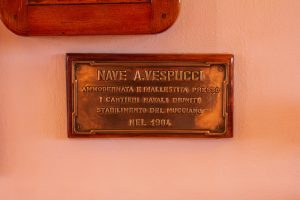 NAVE A.VESPUCCI
AMMODERNATA E RIALLESTITA PRESSO
I CANTIERI NAVALI RIUNITI
STABILIMENTO DEL MUGGIANO
NEL 1984